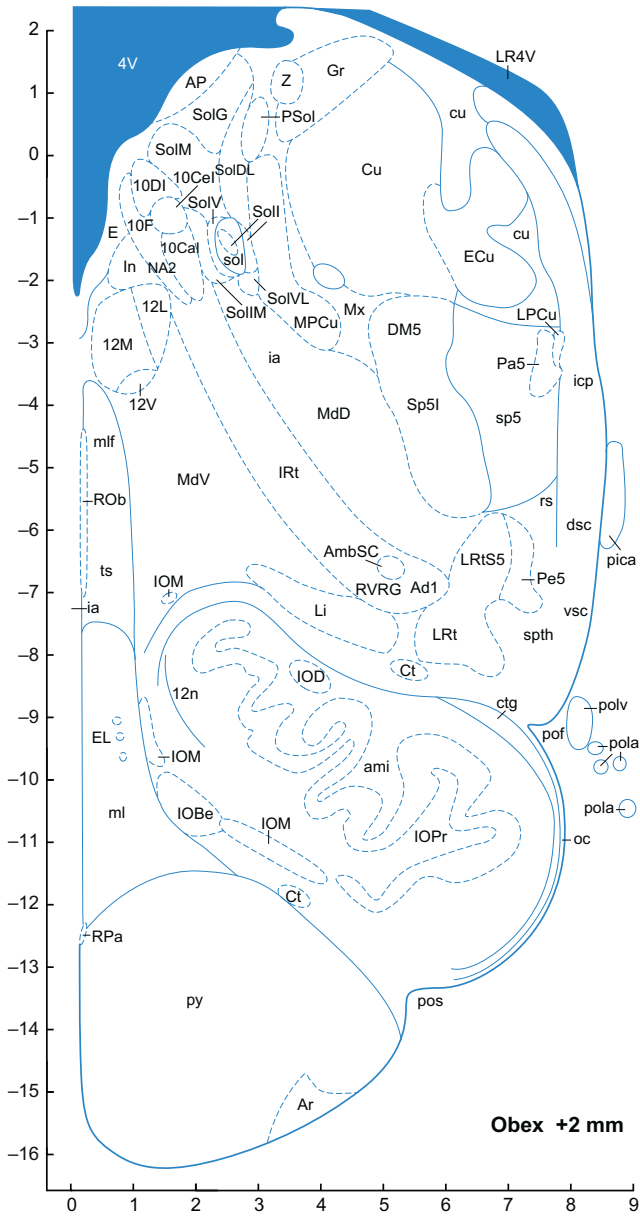 2
1
0
–1
–2
–3
–4
–5
–6
–7
–8
–9
–10
–11
–12
–13
–14
–15
–16
4V
LR4V
AP
Z
Gr
SolG
PSol
cu
SolM
10CeI
SolDL
Cu
10DI
SolV
SolI
10F
E
cu
10Cal
sol
ECu
In
NA2
SolVL
12L
SolIM
MPCu
Mx
LPCu
DM5
12M
ia
Pa5
icp
12V
MdD
Sp5I
sp5
mlf
MdV
IRt
ROb
rs
dsc
AmbSC
LRtS5
pica
ts
IOM
RVRG
Ad1
Pe5
ia
Li
LRt
vsc
spth
Ct
IOD
12n
ctg
polv
EL
pof
pola
IOM
ami
ml
IOBe
IOM
IOPr
pola
oc
Ct
RPa
py
pos
Ar
Obex +2 mm
0 1 2 3 4 5 6 7 8 9